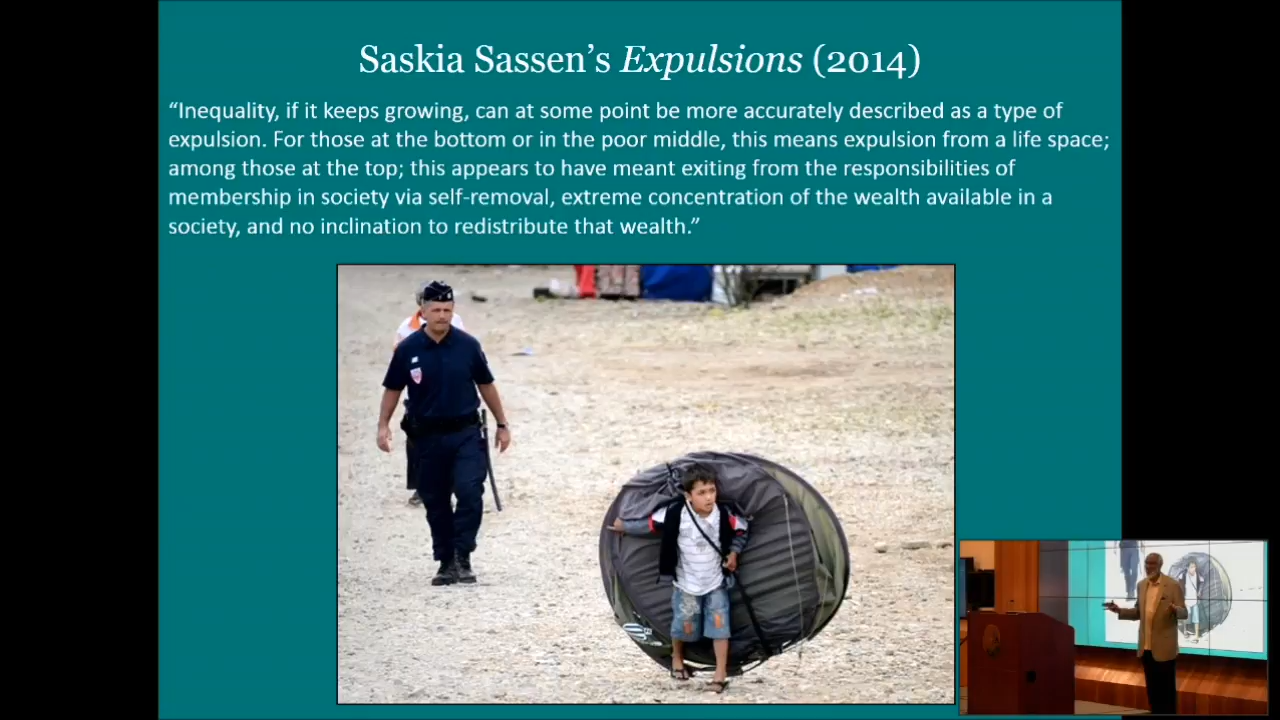 Saskia Sassen’s Expulsions (2014)
“Inequality, if it keeps growing, can at some point be more accurately described as a type of
expulsion. For those at the bottom or in the poor middle, this means expulsion from a life space;
among those at the top; this appears to have meant exiting from the responsibilities of
membership in society via self-removal, extreme concentration of the wealth available in a
society, and no inclination to redistribute that wealth.”